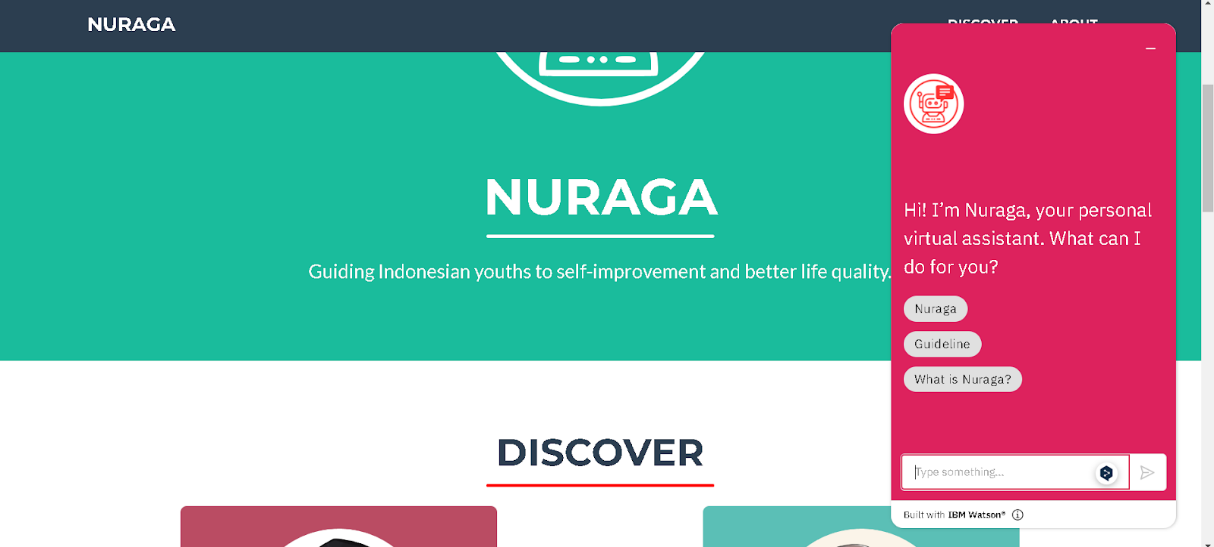 NURAGA
DISCOVER ABOUT
NURAGA
Guiding Indonesian youths to self-improvement and better life quality.
DISCOVER
Hi! I’m Nuraga, your personal
virtual assistant. What can I
do for you?
Nuraga
Guideline
What is Nuraga?
Type something...
Built with IBM Watson®